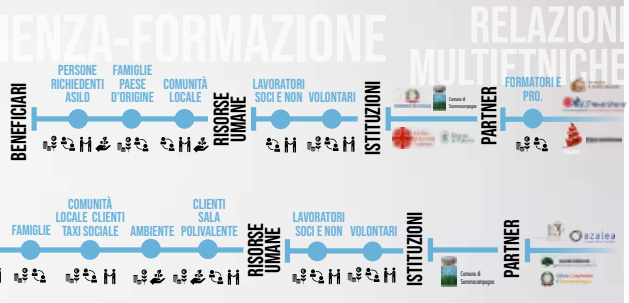 IENZA-FORMAZIONE
RELAZIONI
MULTIETNICHE
BENEFICIARI
PERSONE
RICHIEDENTI
ASILO
FAMIGLIE
PAESE
D'ORIGINE
COMUNITÀ
LOCALE
RISORSE
UMANE
LAVORATORI
SOCI E NON
VOLONTARI
ISTITUZIONI
Comune di
Sommacampagna
PARTNER
FORMATORI E
PRO.
FAMIGLIE
COMUNITÀ
LOCALE CLIENTI
TAXI SOCIALE
AMBIENTE
CLIENTI
SALA
POLIVALENTE
RISORSE
UMANE
LAVORATORI
SOCI E NON
VOLONTARI
ISTITUZIONI
Comune di
Sommacampagna
PARTNER
azalea